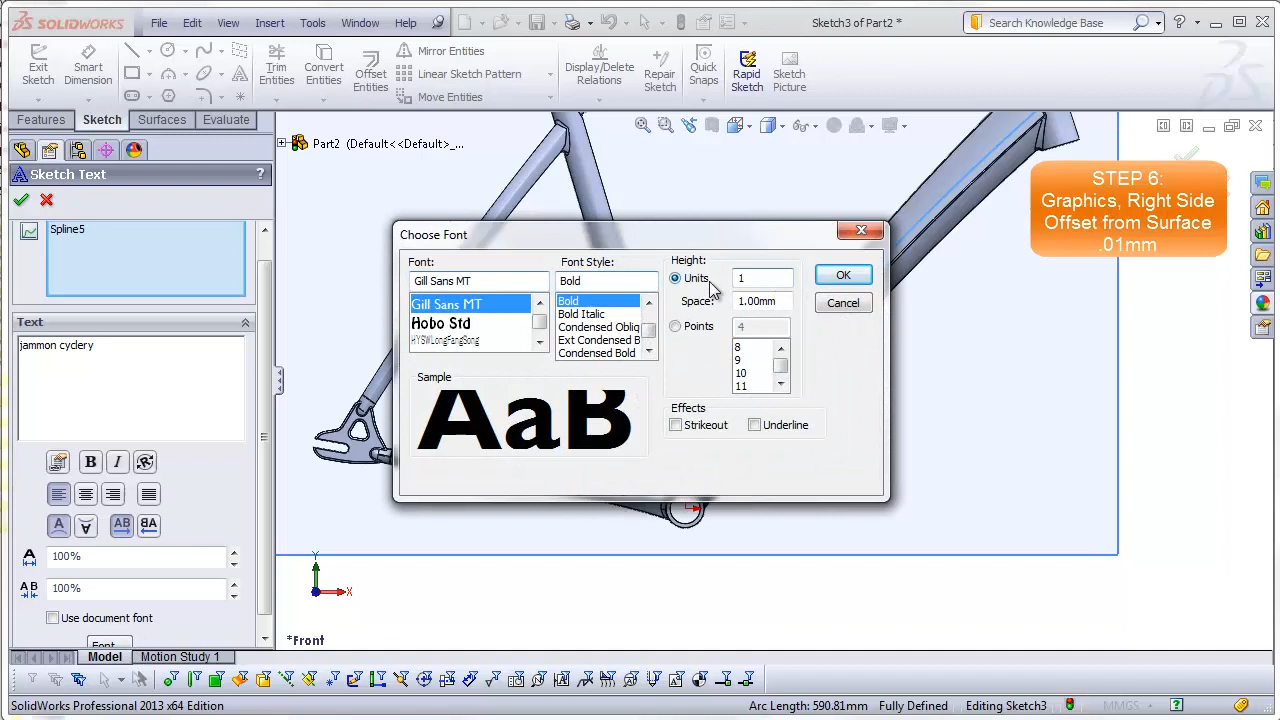 SOLIDWORKS File Edit View Insert Tools Window Help Sketch3 of Part2 * Search Knowledge Base
Exit Sketch
Smart Dimension
Trim Entities
Convert Entities
Offset Entities
Mirror Entities
Linear Sketch Pattern
Move Entities
Display/Delete Relations
Repair Sketch
Quick Snaps
Rapid Sketch
Sketch Picture
Features Sketch Surfaces Evaluate
Part2 (Default<<Default>_...
Sketch Text ?
Spline5
Text
jammon cyclery
B I
A A AB AB
A 100%
AB 100%
Use document font
Font...
STEP 6:
Graphics, Right Side
Offset from Surface
.01mm
Choose Font
Font: Font Style: Height:
Gill Sans MT Bold Units 1 OK
Gill Sans MT
Hobo Std
HYSWLongFangSong
Bold
Bold Italic
Condensed Obliq
Ext Condensed B
Condensed Bold
Space: 1.00mm Cancel
Points 4
8
9
10
11
Sample
AaB
Effects
Strikeout Underline
Y
X
*Front
Model Motion Study 1
SolidWorks Professional 2013 x64 Edition Arc Length: 590.81mm Fully Defined Editing Sketch3 MMGS